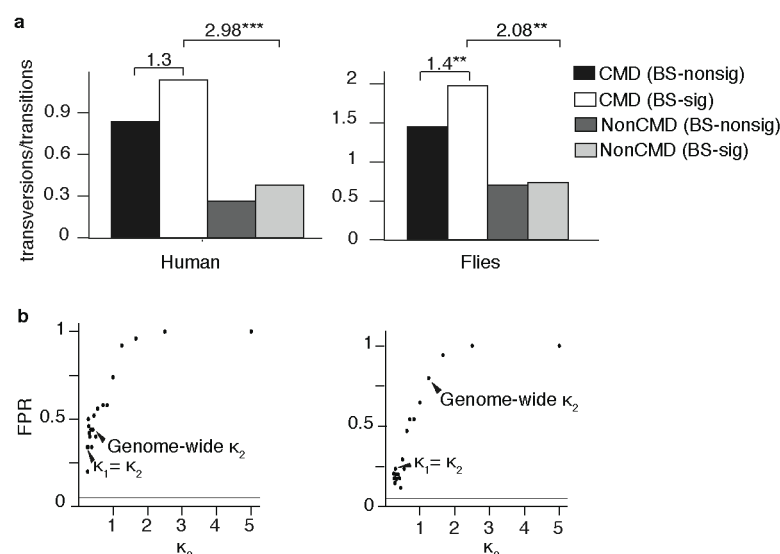 a
2.98***
1.3
transversions/transitions
0.9
0.6
0.3
0
Human
2.08**
1.4**
2
1.5
1
0.5
0
Flies
CMD (BS-nonsig)
CMD (BS-sig)
NonCMD (BS-nonsig)
NonCMD (BS-sig)
b
FPR
1
0.5
0
Genome-wide κ₂
κ₁= κ₂
1 2 3 4 5
κ₂
1
0.5
0
Genome-wide κ₂
κ₁= κ₂
1 2 3 4 5
κ₂